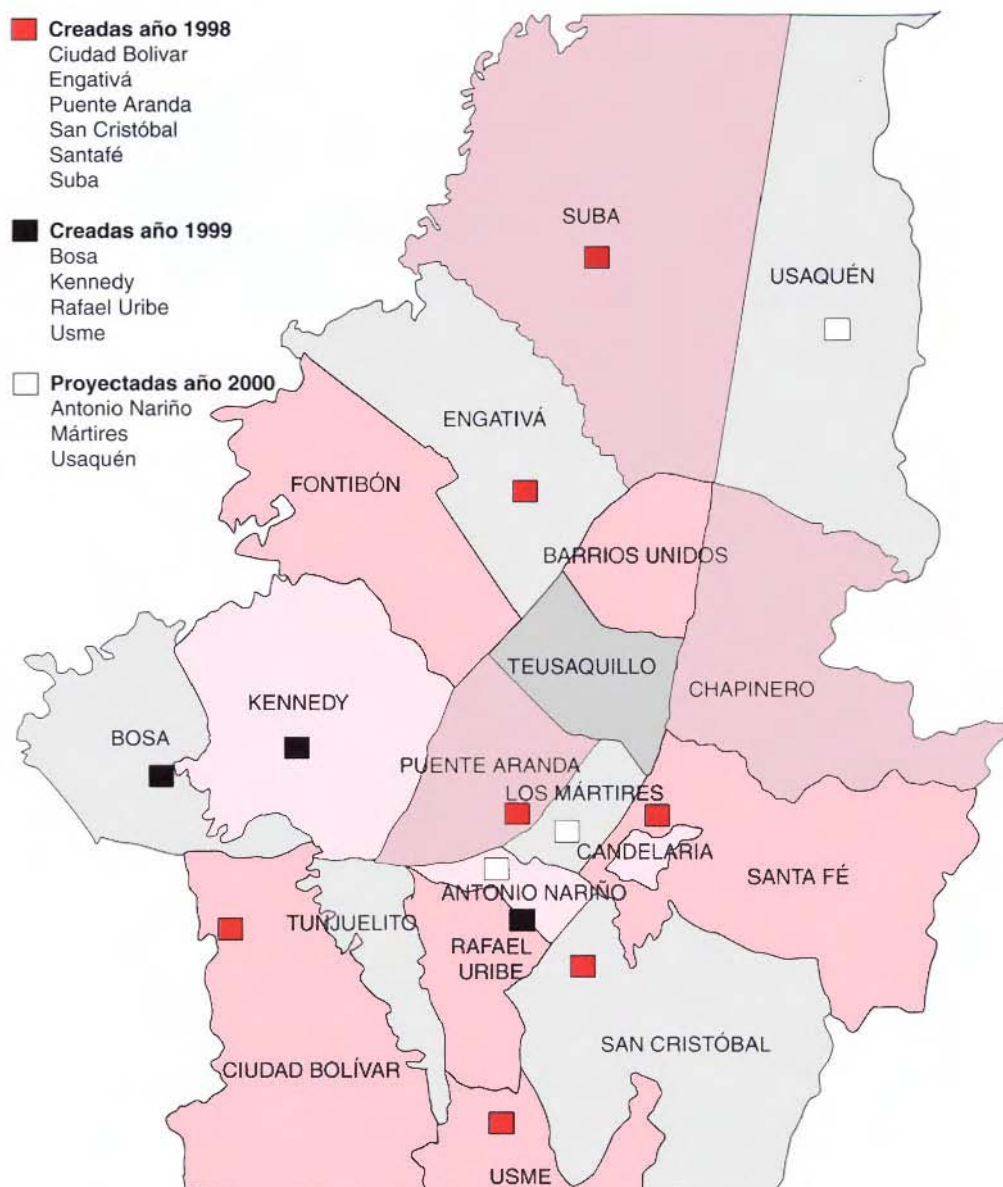 Creadas año 1998
Ciudad Bolivar
Engativá
Puente Aranda
San Cristóbal
Santafé
Suba
Creadas año 1999
Bosa
Kennedy
Rafael Uribe
Usme
Proyectadas año 2000
Antonio Nariño
Mártires
Usaquén
SUBA
USAQUÉN
ENGATIVÁ
FONTIBÓN
BARRIOS UNIDOS
TEUSAQUILLO
CHAPINERO
KENNEDY
BOSA
PUENTE ARANDA
LOS MÁRTIRES
CANDELARIA
SANTA FÉ
ANTONIO NARIÑO
TUNJUELITO
RAFAEL
URIBE
SAN CRISTÓBAL
CIUDAD BOLÍVAR
USME